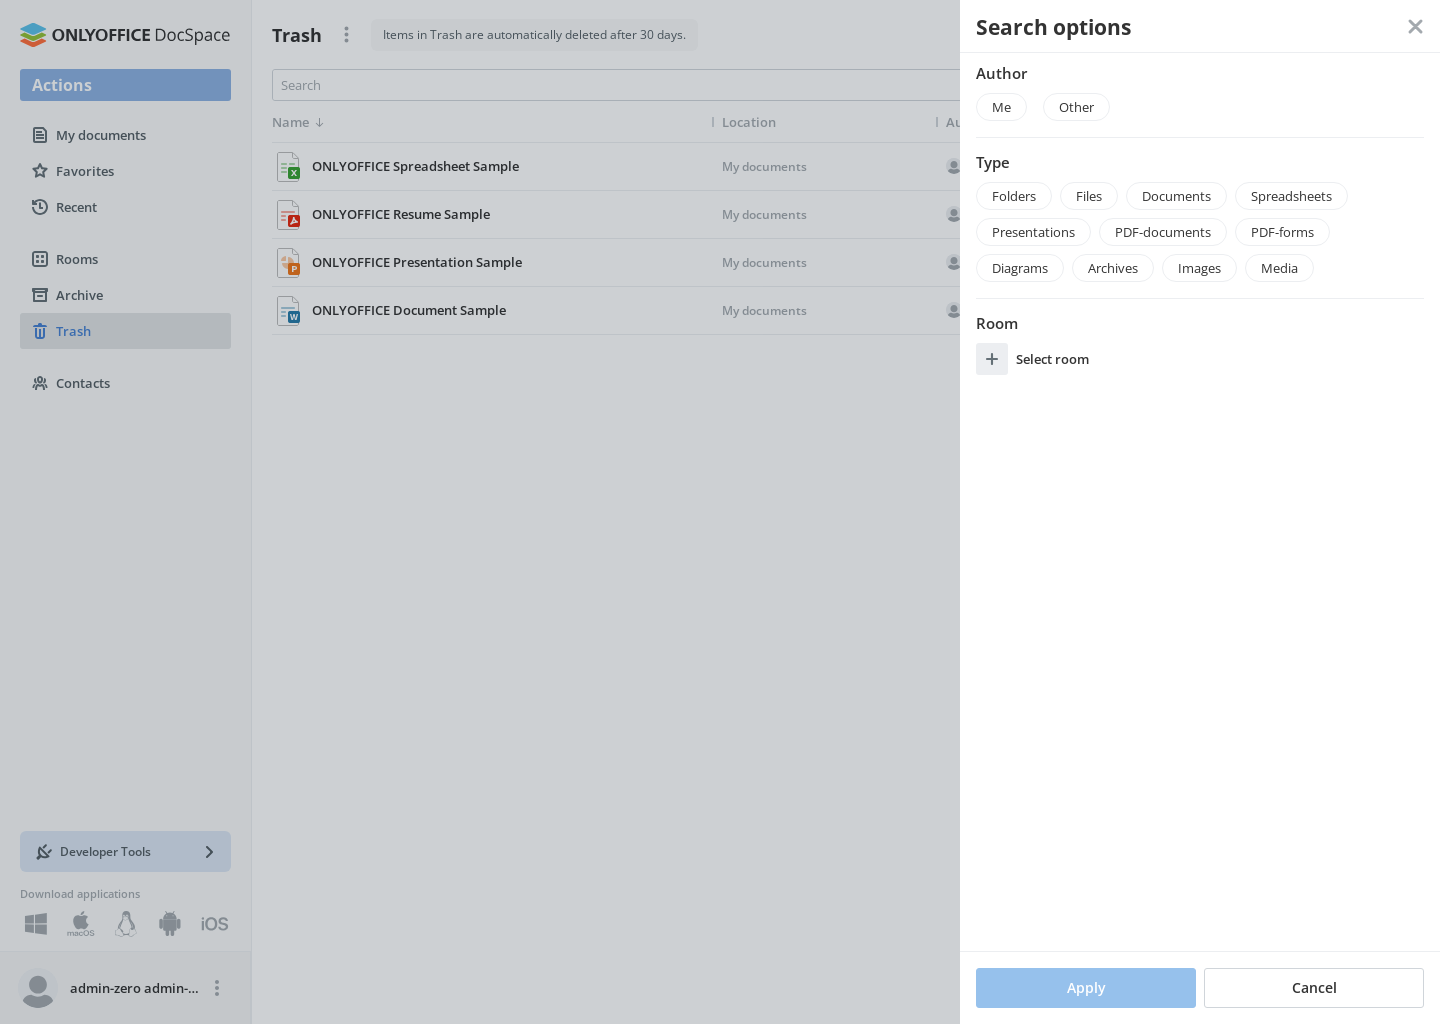 ONLYOFFICE DocSpace
Actions
My documents
Favorites
Recent
Rooms
Archive
Trash
Contacts
Developer Tools
Download applications
macOS
iOS
admin-zero admin-...
Trash
Items in Trash are automatically deleted after 30 days.
Search
Name Location Au
ONLYOFFICE Spreadsheet Sample My documents
ONLYOFFICE Resume Sample My documents
ONLYOFFICE Presentation Sample My documents
ONLYOFFICE Document Sample My documents
Search options
Author
Me Other
Type
Folders Files Documents Spreadsheets
Presentations PDF-documents PDF-forms
Diagrams Archives Images Media
Room
Select room
Apply Cancel